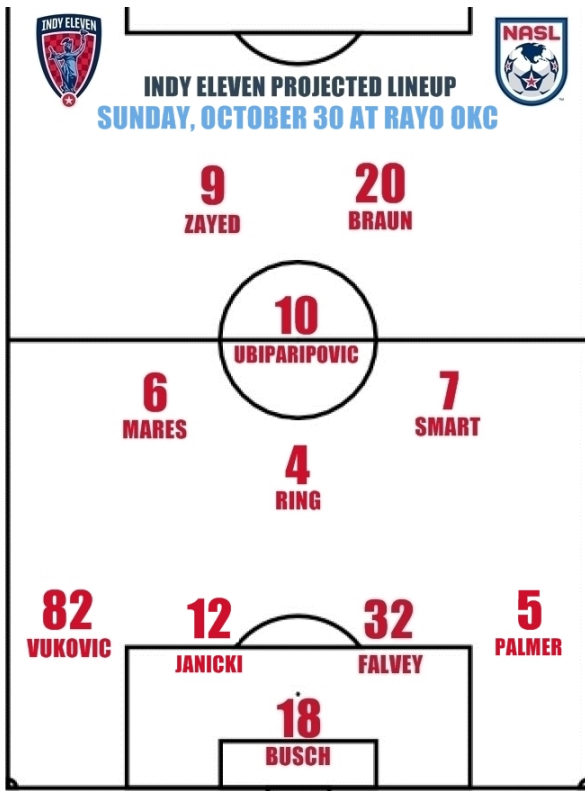 INDY ELEVEN
NASL
INDY ELEVEN PROJECTED LINEUP
SUNDAY, OCTOBER 30 AT RAYO OKC
9
ZAYED
20
BRAUN
10
UBIPARIPOVIC
6
MARES
7
SMART
4
RING
82
VUKOVIC
12
JANICKI
32
FALVEY
5
PALMER
18
BUSCH